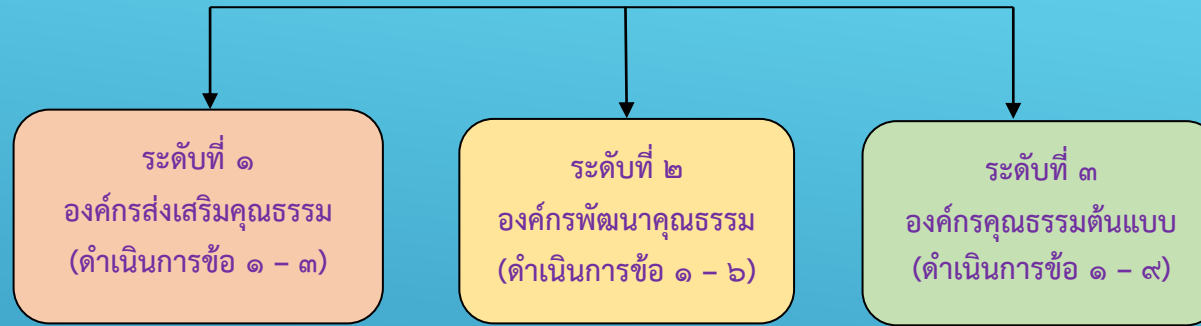 ระดับที่ ๑
องค์กรส่งเสริมคุณธรรม
(ดำเนินการข้อ ๑ – ๓)
ระดับที่ ๒
องค์กรพัฒนาคุณธรรม
(ดำเนินการข้อ ๑ – ๖)
ระดับที่ ๓
องค์กรคุณธรรมต้นแบบ
(ดำเนินการข้อ ๑ – ๙)